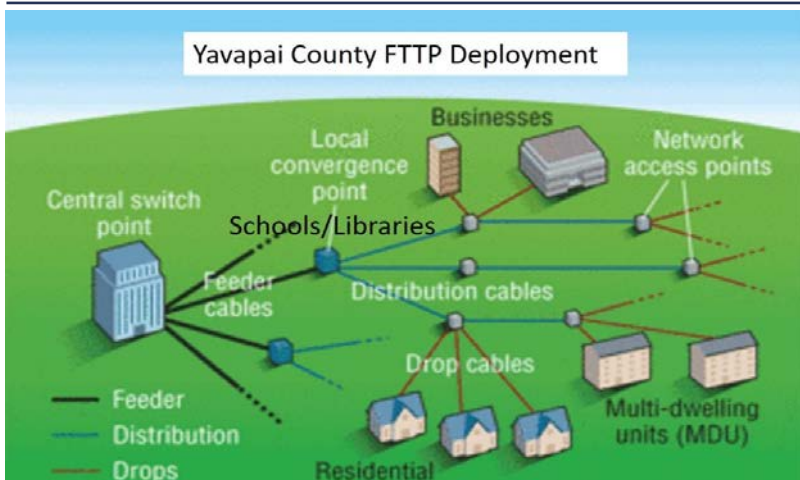 Yavapai County FTTP Deployment
Businesses
Local
convergence
point
Network
access points
Central switch
point
Schools/Libraries
Feeder
cables
Distribution cables
Drop cables
Feeder
Distribution
Drops
Multi-dwelling
units (MDU)
Residential